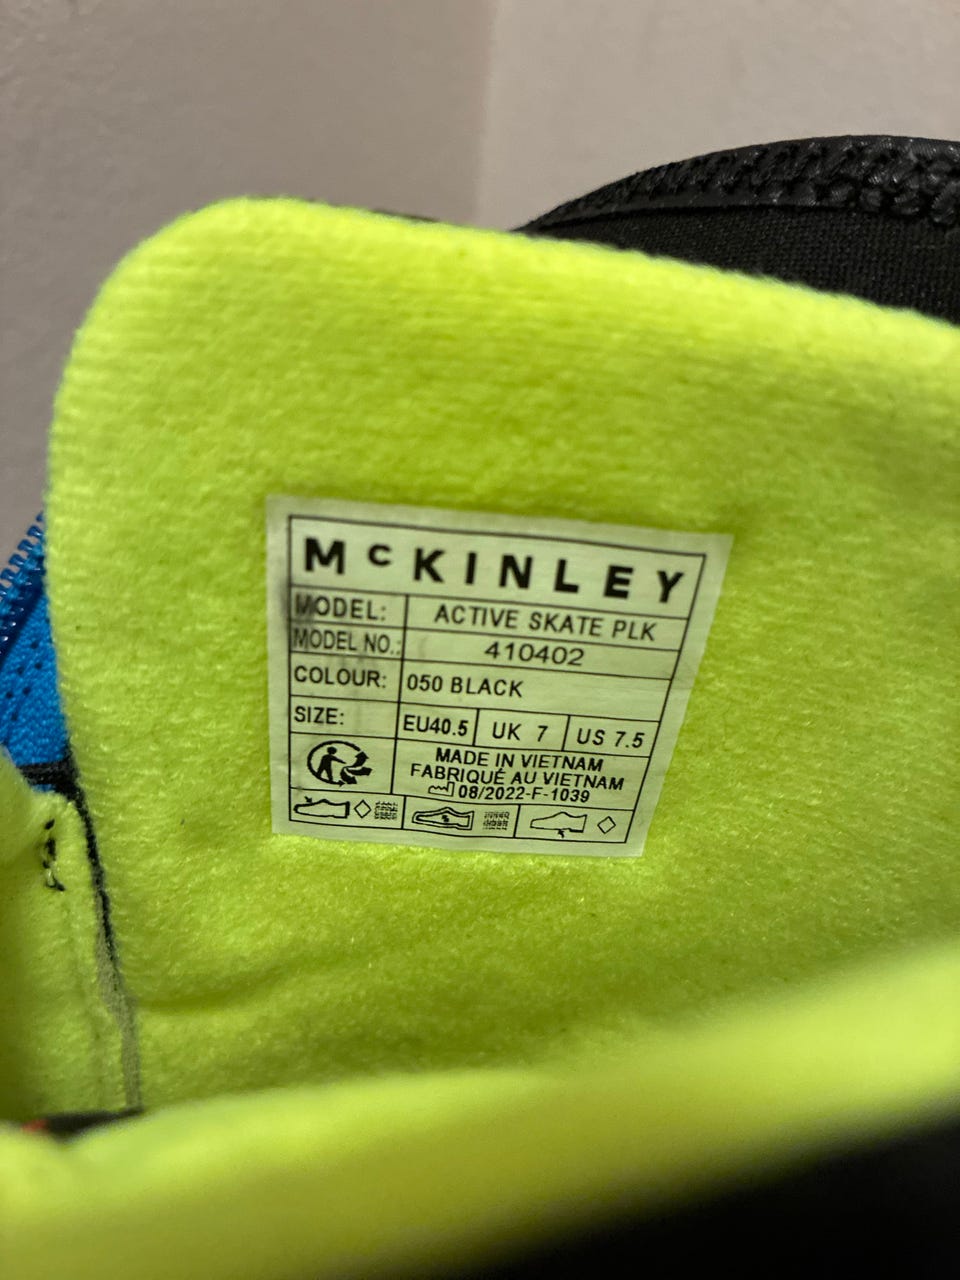 McKINLEY
MODEL: ACTIVE SKATE PLK
MODEL NO.: 410402
COLOUR: 050 BLACK
SIZE: EU40.5 UK 7 US 7.5
MADE IN VIETNAM
FABRIQUÉ AU VIETNAM
08/2022-F-1039